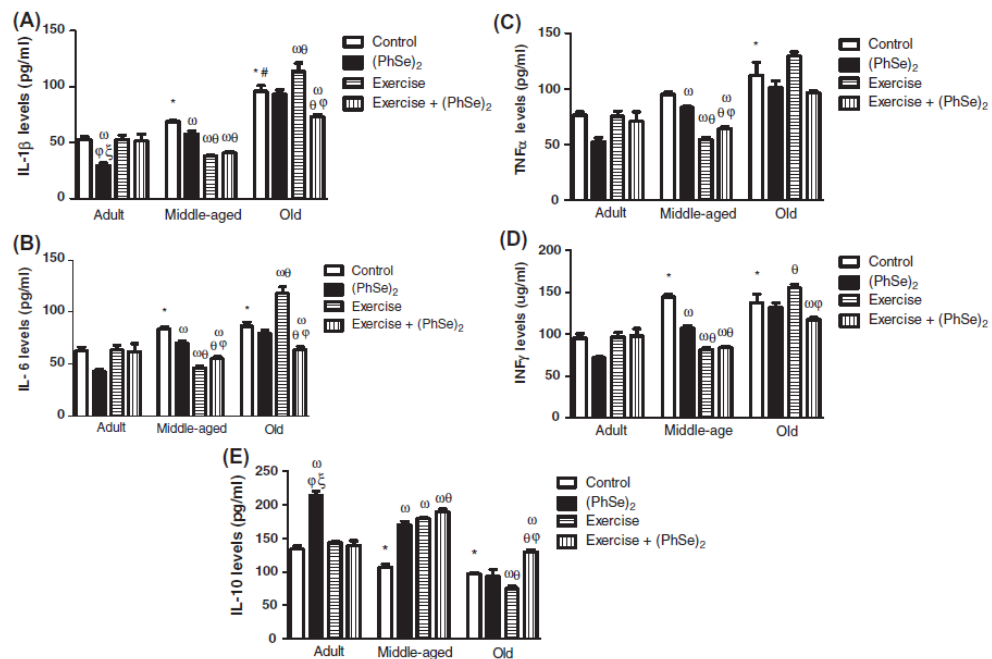 (A)
IL-1β levels (pg/ml)
150
100
50
0
*
* #
ωθ
ω
φξ
ω
ωθ ωθ
ω
θφ
Adult Middle-aged Old
Control
(PhSe)₂
Exercise
Exercise + (PhSe)₂
(B)
IL- 6 levels (pg/ml)
150
100
50
0
*
ω
ωθ
ω
θφ
*
ωθ
ω
θφ
Adult Middle-aged Old
Control
(PhSe)₂
Exercise
Exercise + (PhSe)₂
(C)
TNFα levels (pg/ml)
150
100
50
0
ω
ωθ
ω
θφ
*
Adult Middle-aged Old
Control
(PhSe)₂
Exercise
Exercise + (PhSe)₂
(D)
INFγ levels (ug/ml)
200
150
100
50
0
*
ω
ωθ ωθ
*
θ
ωφ
Adult Middle-age Old
Control
(PhSe)₂
Exercise
Exercise + (PhSe)₂
(E)
IL-10 levels (pg/ml)
250
200
150
100
50
0
ω
φξ
*
ω ω ωθ
*
ωθ
ω
θφ
Adult Middle-aged Old
Control
(PhSe)₂
Exercise
Exercise + (PhSe)₂